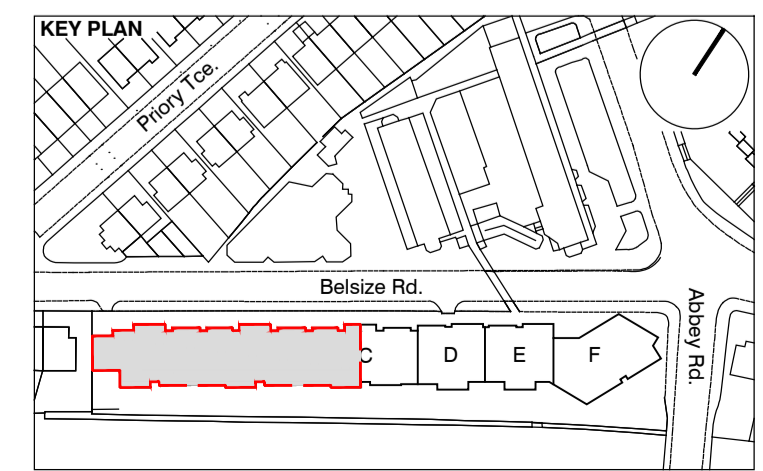 KEY PLAN
Priory Tce.
Belsize Rd.
Abbey Rd.
C
D
E
F